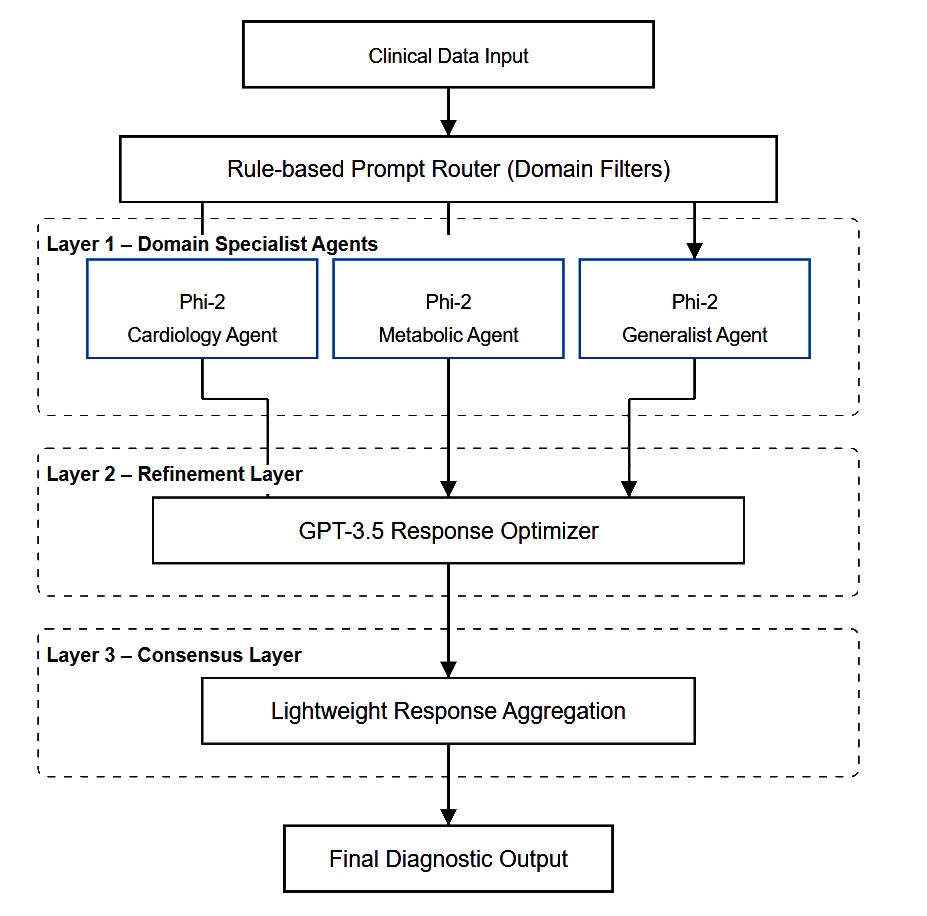 Clinical Data Input
Rule-based Prompt Router (Domain Filters)
Layer 1 – Domain Specialist Agents
Phi-2
Cardiology Agent
Phi-2
Metabolic Agent
Phi-2
Generalist Agent
Layer 2 – Refinement Layer
GPT-3.5 Response Optimizer
Layer 3 – Consensus Layer
Lightweight Response Aggregation
Final Diagnostic Output